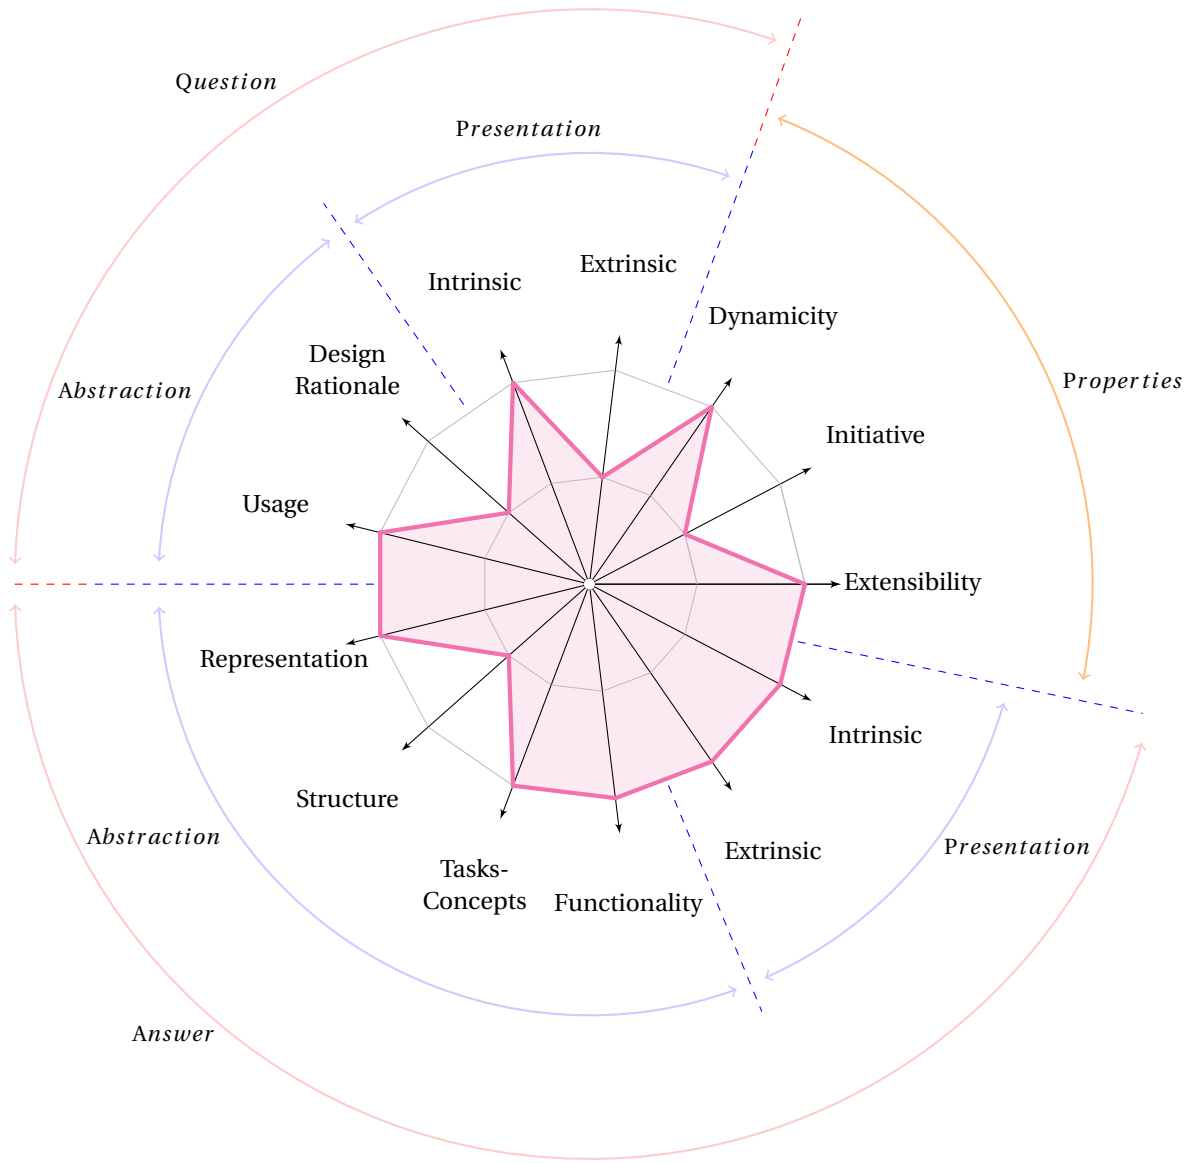 Question
Presentation
Extrinsic
Intrinsic
Dynamicity
Design
Rationale
Abstraction
Properties
Initiative
Usage
Extensibility
Representation
Intrinsic
Structure
Abstraction
Extrinsic
Presentation
Tasks-
Concepts
Functionality
Answer